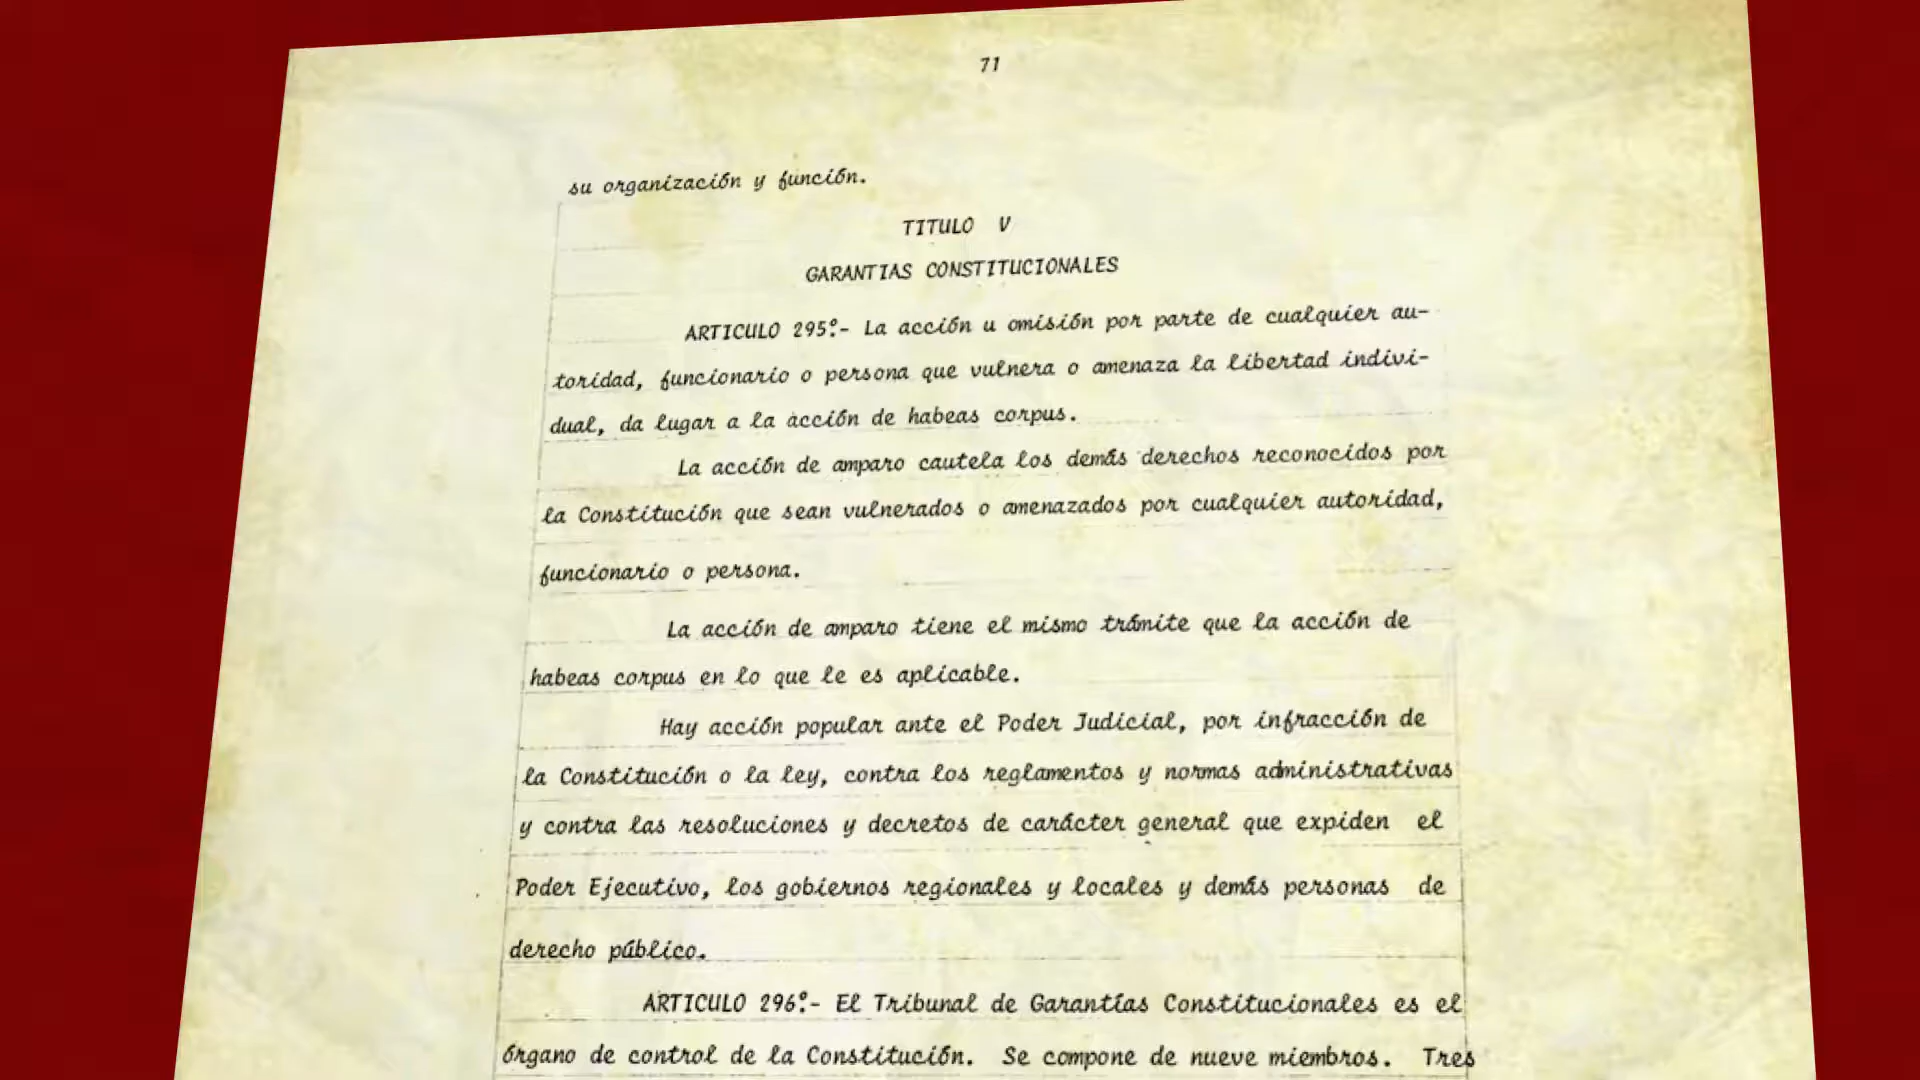 71
su organización y función.
TITULO V
GARANTIAS CONSTITUCIONALES
ARTICULO 295º.- La acción u omisión por parte de cualquier au-
toridad, funcionario o persona que vulnera o amenaza la libertad indivi-
dual, da lugar a la acción de habeas corpus.
La acción de amparo cautela los demás derechos reconocidos por
la Constitución que sean vulnerados o amenazados por cualquier autoridad,
funcionario o persona.
La acción de amparo tiene el mismo trámite que la acción de
habeas corpus en lo que le es aplicable.
Hay acción popular ante el Poder Judicial, por infracción de
la Constitución o la ley, contra los reglamentos y normas administrativas
y contra las resoluciones y decretos de carácter general que expiden el
Poder Ejecutivo, los gobiernos regionales y locales y demás personas de
derecho público.
ARTICULO 296º.- El Tribunal de Garantías Constitucionales es el
órgano de control de la Constitución. Se compone de nueve miembros. Tres